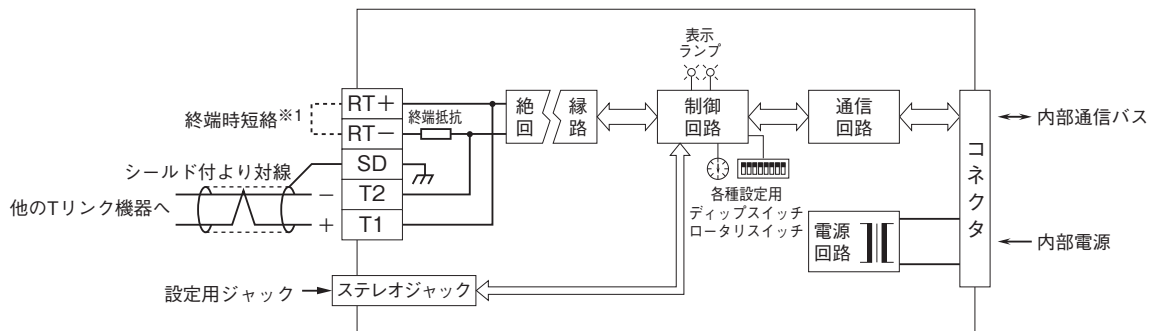 表示
ランプ
RT+
RT−
SD
T2
T1
終端時短絡※1
終端抵抗
絶縁
回路
制御
回路
通信
回路
コネクタ
内部通信バス
シールド付より対線
−
+
他のTリンク機器へ
各種設定用
ディップスイッチ
ロータリスイッチ
電源
回路
内部電源
設定用ジャック
ステレオジャック